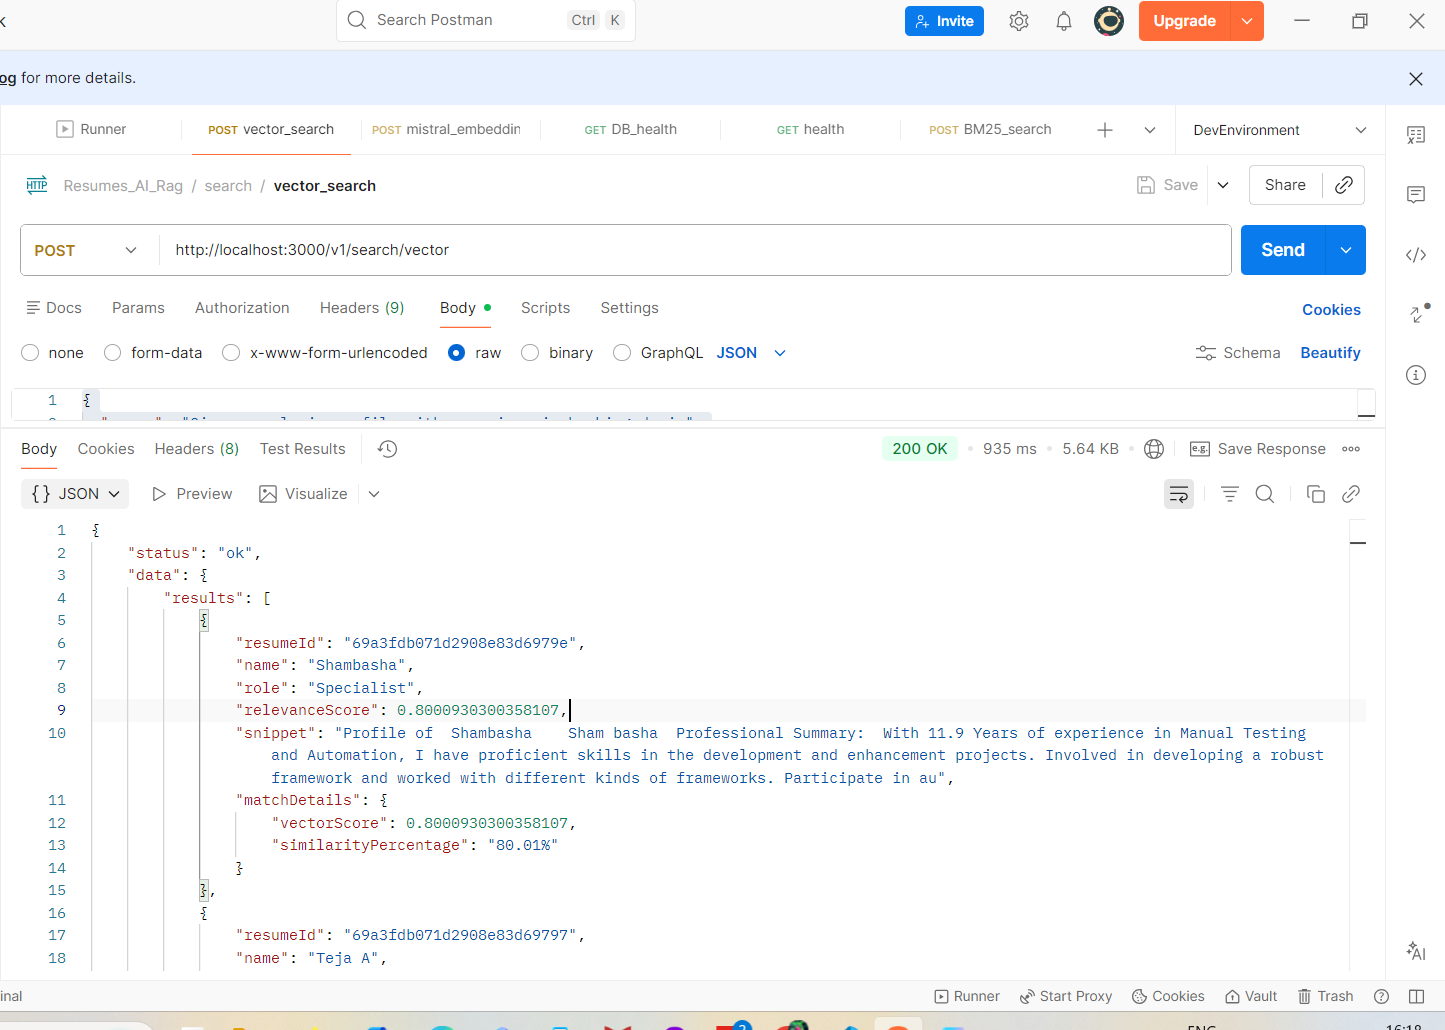 Search Postman Ctrl K Invite Upgrade
og for more details.
Runner POST vector_search POST mistral_embeddin GET DB_health GET health POST BM25_search DevEnvironment
HTTP Resumes_AI_Rag / search / vector_search Save Share
POST http://localhost:3000/v1/search/vector Send
Docs Params Authorization Headers (9) Body Scripts Settings Cookies
none form-data x-www-form-urlencoded raw binary GraphQL JSON Schema Beautify
1 {
Body Cookies Headers (8) Test Results 200 OK 935 ms 5.64 KB e.g. Save Response
{} JSON Preview Visualize
1 {
2 "status": "ok",
3 "data": {
4 "results": [
5 {
6 "resumeId": "69a3fdb071d2908e83d6979e",
7 "name": "Shambasha",
8 "role": "Specialist",
9 "relevanceScore": 0.8000930300358107,
10 "snippet": "Profile of  Shambasha    Sham basha  Professional Summary:  With 11.9 Years of experience in Manual Testing
and Automation, I have proficient skills in the development and enhancement projects. Involved in developing a robust
framework and worked with different kinds of frameworks. Participate in au",
11 "matchDetails": {
12 "vectorScore": 0.8000930300358107,
13 "similarityPercentage": "80.01%"
14 }
15 },
16 {
17 "resumeId": "69a3fdb071d2908e83d69797",
18 "name": "Teja A",
AI
inal Runner Start Proxy Cookies Vault Trash
2